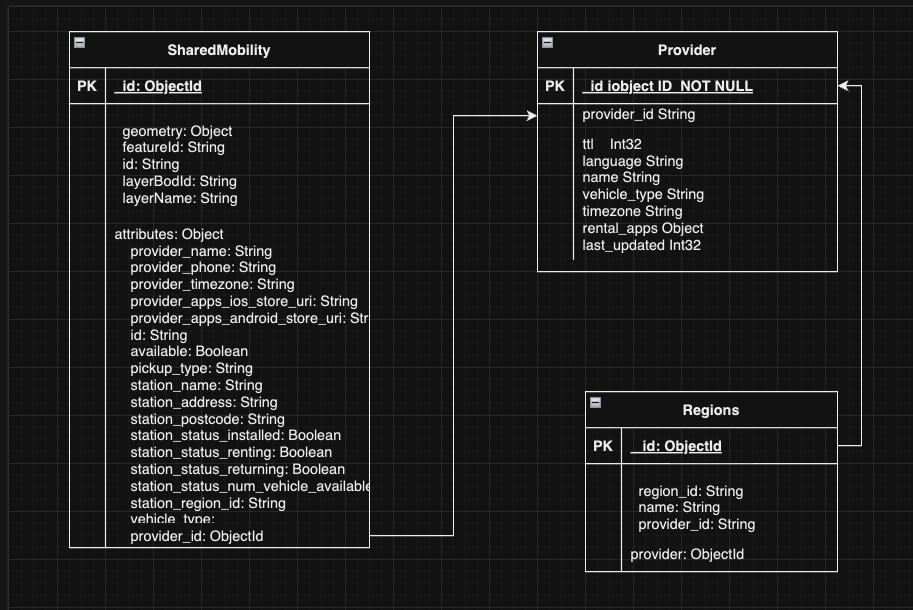 SharedMobility
PK
_id: ObjectId
geometry: Object
featureId: String
id: String
layerBodId: String
layerName: String
attributes: Object
provider_name: String
provider_phone: String
provider_timezone: String
provider_apps_ios_store_uri: String
provider_apps_android_store_uri: Str
id: String
available: Boolean
pickup_type: String
station_name: String
station_address: String
station_postcode: String
station_status_installed: Boolean
station_status_renting: Boolean
station_status_returning: Boolean
station_status_num_vehicle_available
station_region_id: String
vehicle_type:
provider_id: ObjectId
Provider
PK
_id iobject ID  NOT NULL
provider_id String
ttl    Int32
language String
name String
vehicle_type String
timezone String
rental_apps Object
last_updated Int32
Regions
PK
_id: ObjectId
region_id: String
name: String
provider_id: String
provider: ObjectId